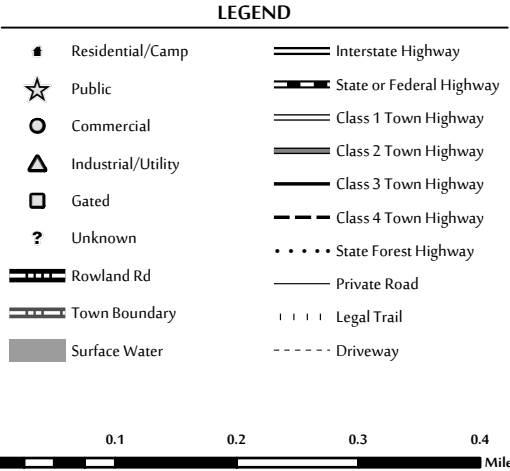 LEGEND
Residential/Camp
Public
Commercial
Industrial/Utility
Gated
? Unknown
Rowland Rd
Town Boundary
Surface Water
Interstate Highway
State or Federal Highway
Class 1 Town Highway
Class 2 Town Highway
Class 3 Town Highway
Class 4 Town Highway
State Forest Highway
Private Road
Legal Trail
Driveway
0.1 0.2 0.3 0.4
Mile